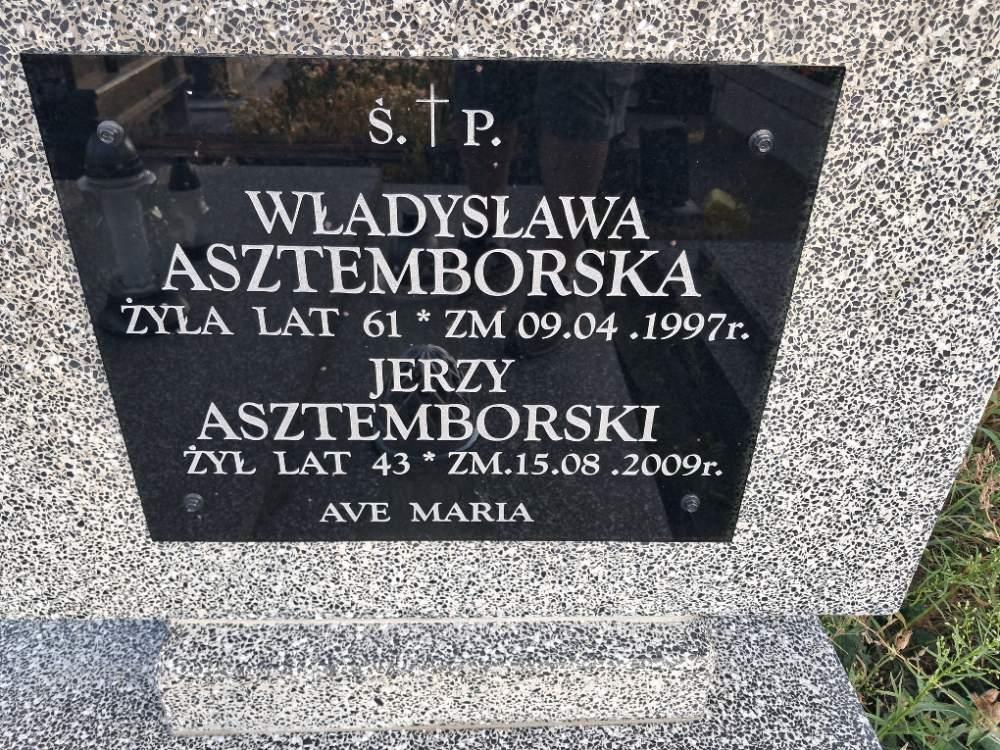 Ś. P.
WŁADYSŁAWA
ASZTEMBORSKA
ŻYŁA LAT 61 * ZM 09.04 .1997r.
JERZY
ASZTEMBORSKI
ŻYŁ LAT 43 * ZM.15.08 .2009r.
AVE MARIA